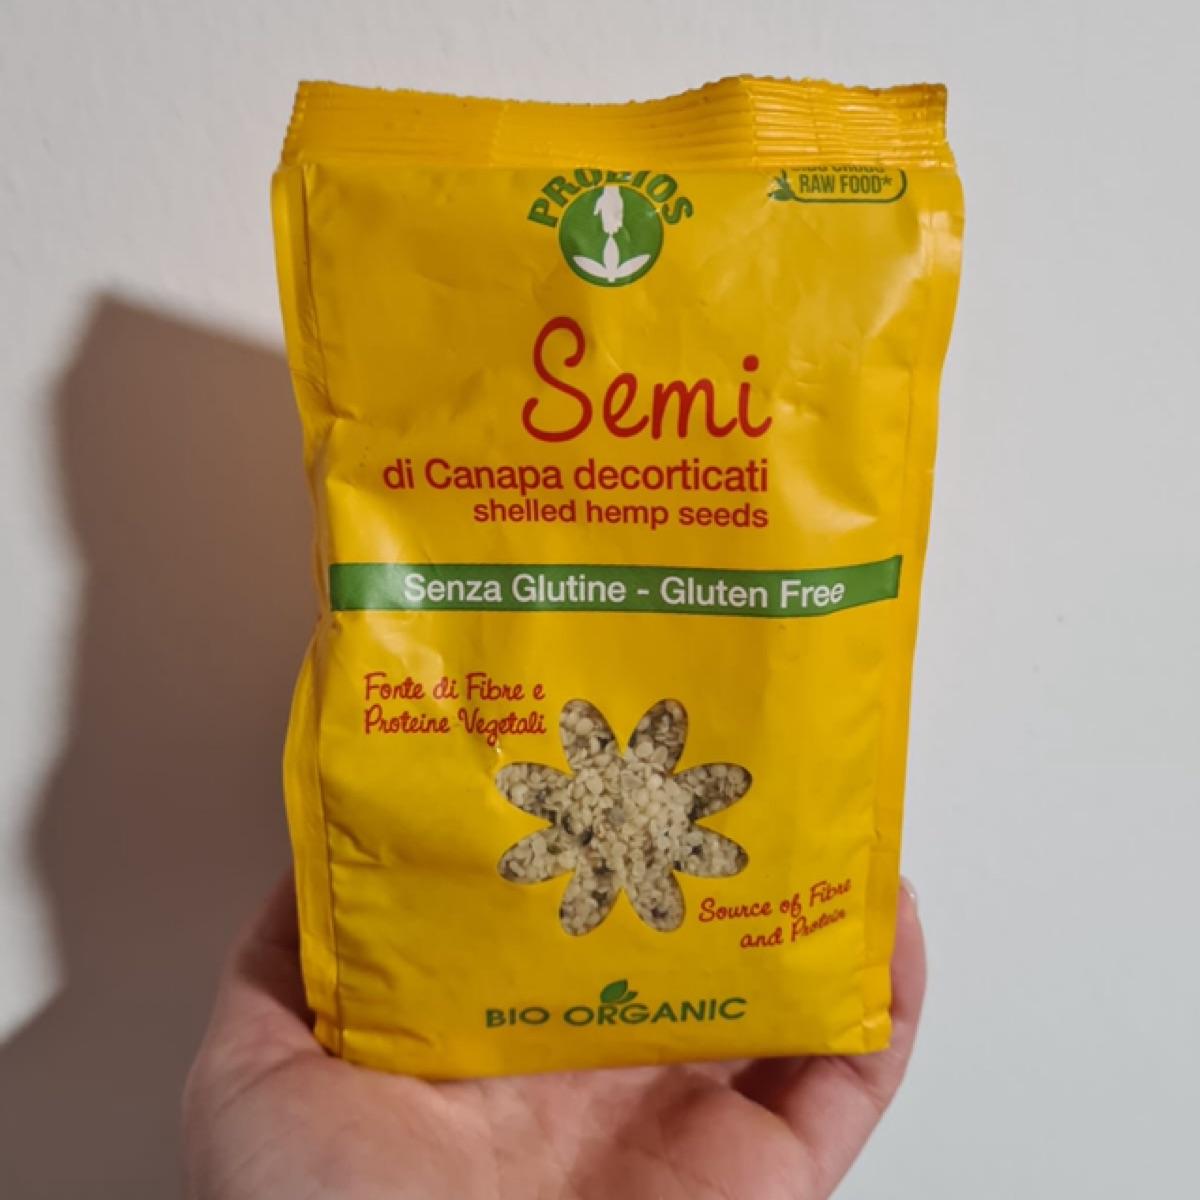 PROBIOS
RAW FOOD*
Semi
di Canapa decorticati
shelled hemp seeds
Senza Glutine - Gluten Free
Fonte di Fibre e
Proteine Vegetali
Source of Fibre
and Protein
BIO ORGANIC